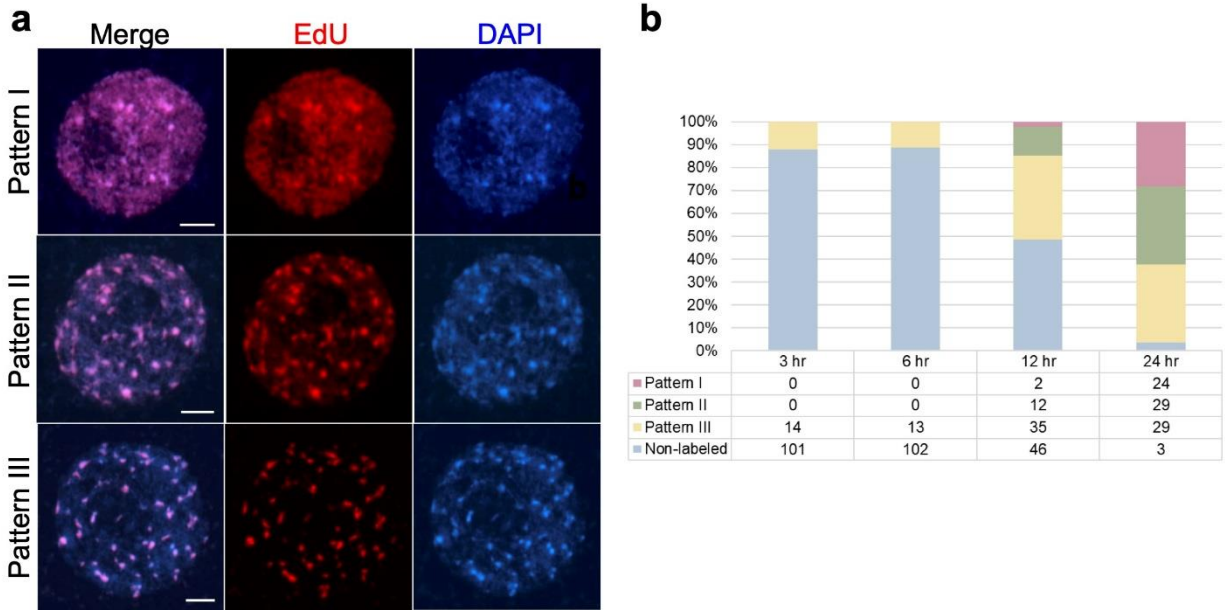 a
Merge EdU DAPI
Pattern I
b
Pattern II
Pattern III
b
100%
90%
80%
70%
60%
50%
40%
30%
20%
10%
0%
3 hr 6 hr 12 hr 24 hr
Pattern I 0 0 2 24
Pattern II 0 0 12 29
Pattern III 14 13 35 29
Non-labeled 101 102 46 3